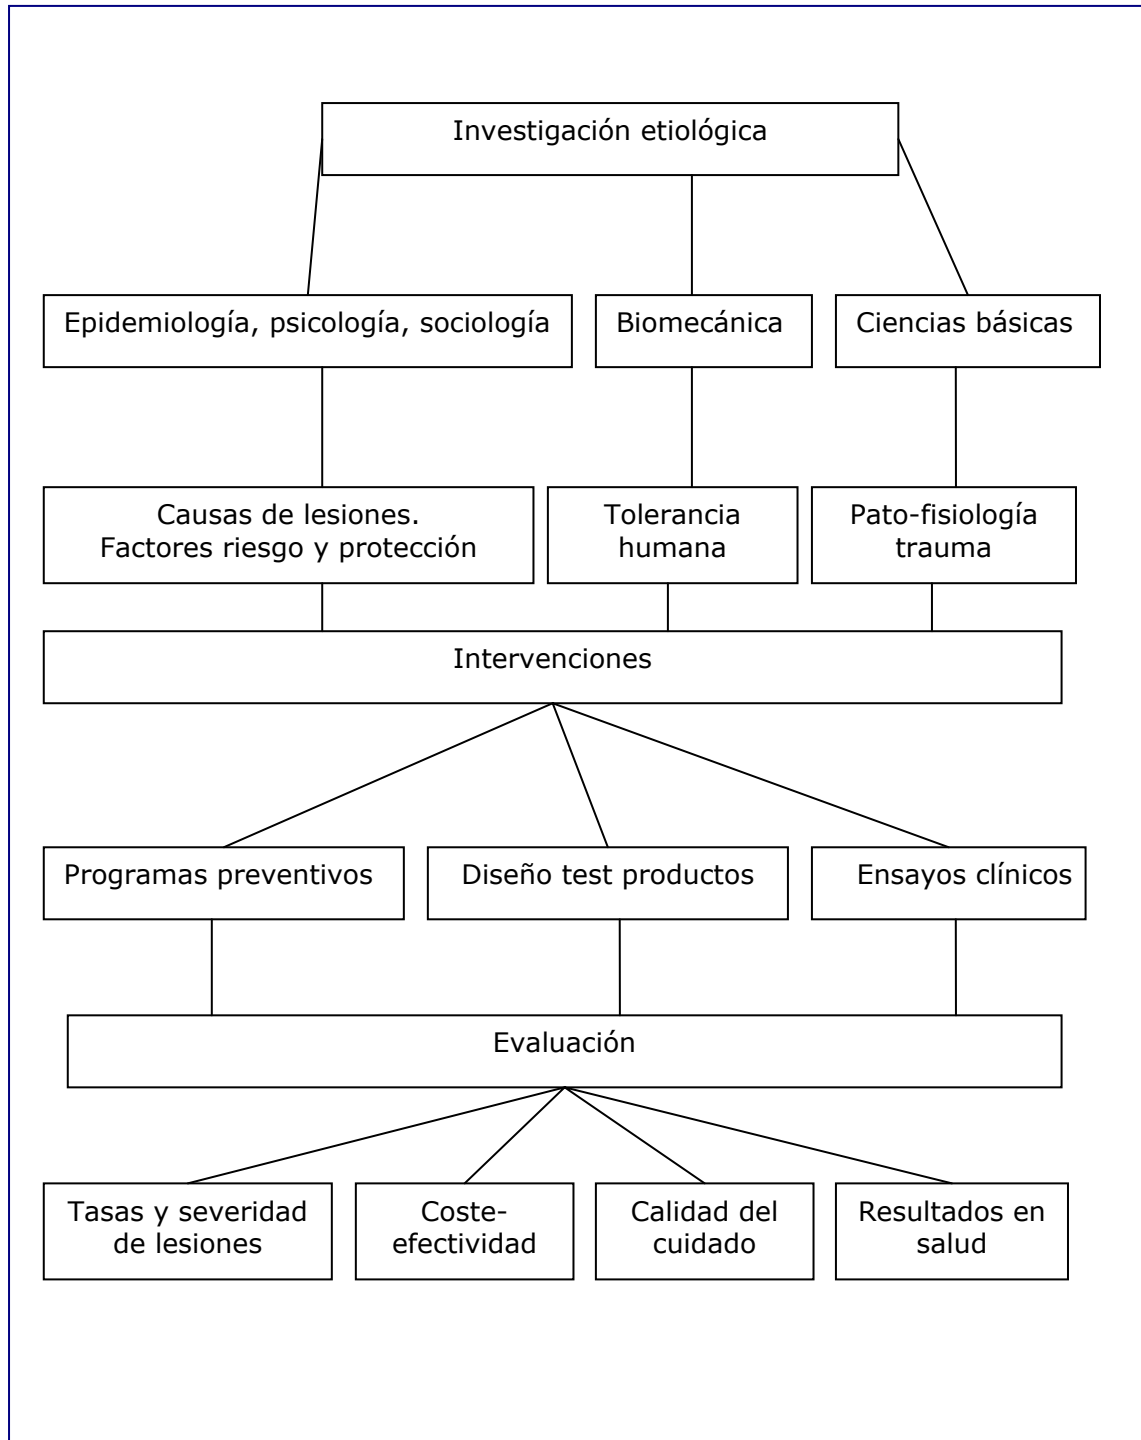 Investigación etiológica
Epidemiología, psicología, sociología
Biomecánica
Ciencias básicas
Causas de lesiones.
Factores riesgo y protección
Tolerancia
humana
Pato-fisiología
trauma
Intervenciones
Programas preventivos
Diseño test productos
Ensayos clínicos
Evaluación
Tasas y severidad
de lesiones
Coste-
efectividad
Calidad del
cuidado
Resultados en
salud